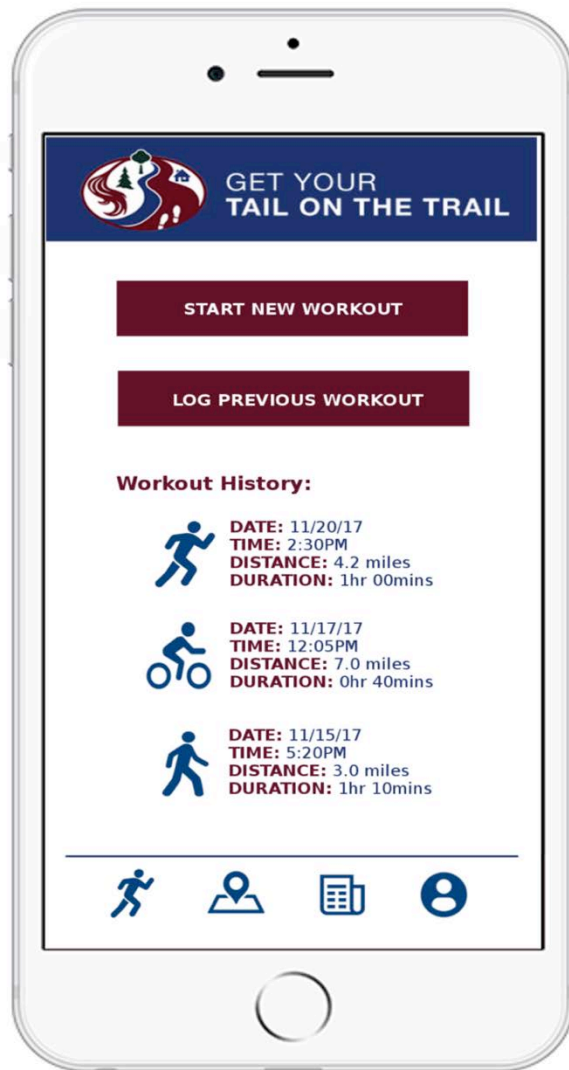 GET YOUR
TAIL ON THE TRAIL
START NEW WORKOUT
LOG PREVIOUS WORKOUT
Workout History:
DATE: 11/20/17
TIME: 2:30PM
DISTANCE: 4.2 miles
DURATION: 1hr 00mins
DATE: 11/17/17
TIME: 12:05PM
DISTANCE: 7.0 miles
DURATION: 0hr 40mins
DATE: 11/15/17
TIME: 5:20PM
DISTANCE: 3.0 miles
DURATION: 1hr 10mins